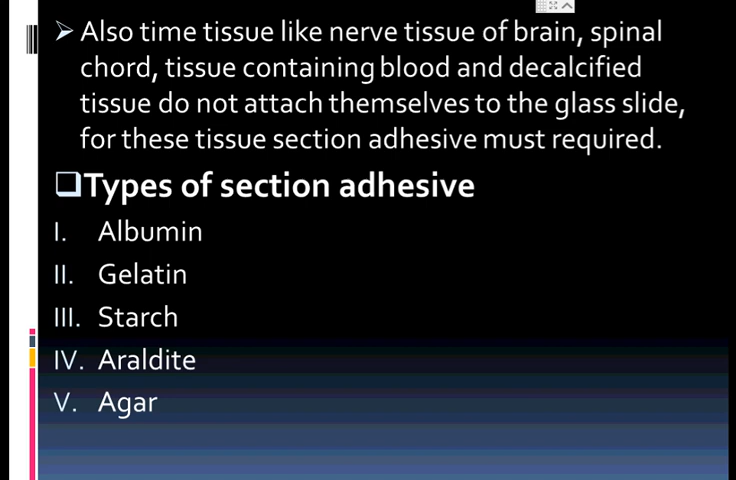 Also time tissue like nerve tissue of brain, spinal
chord, tissue containing blood and decalcified
tissue do not attach themselves to the glass slide,
for these tissue section adhesive must required.
Types of section adhesive
I. Albumin
II. Gelatin
III. Starch
IV. Araldite
V. Agar